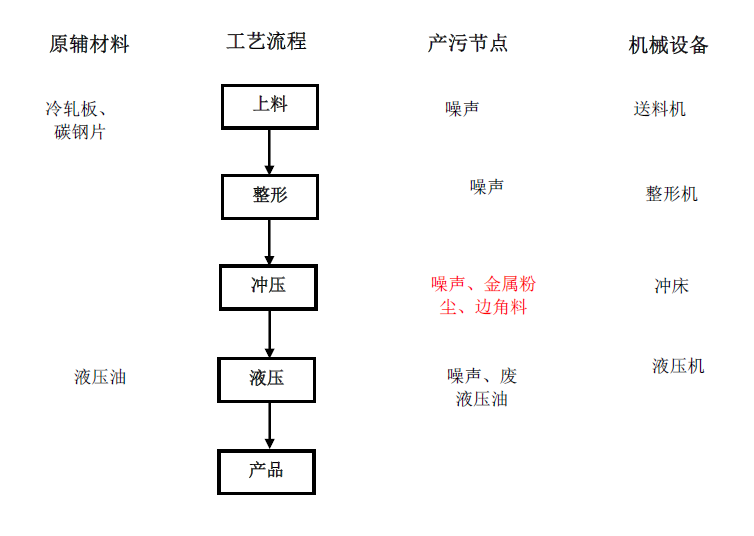 原辅材料 工艺流程 产污节点 机械设备
冷轧板、
碳钢片
上料
噪声
送料机
整形
噪声
整形机
冲压
噪声、金属粉
尘、边角料
冲床
液压油
液压
噪声、废
液压油
液压机
产品